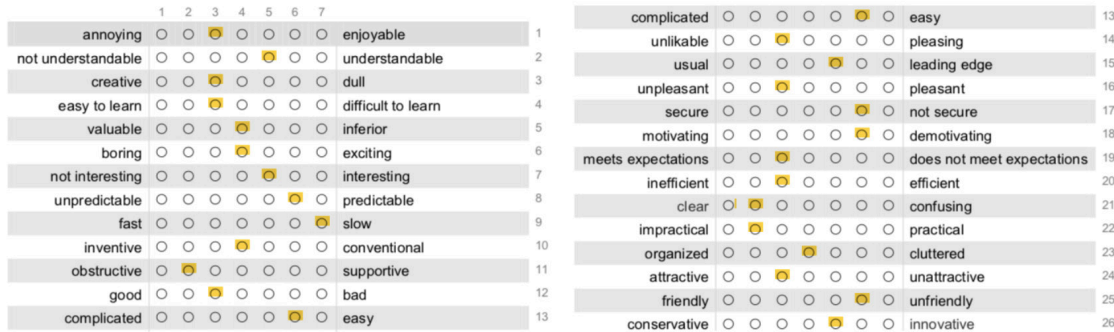 1 2 3 4 5 6 7
annoying enjoyable 1
not understandable understandable 2
creative dull 3
easy to learn difficult to learn 4
valuable inferior 5
boring exciting 6
not interesting interesting 7
unpredictable predictable 8
fast slow 9
inventive conventional 10
obstructive supportive 11
good bad 12
complicated easy 13
complicated easy 13
unlikable pleasing 14
usual leading edge 15
unpleasant pleasant 16
secure not secure 17
motivating demotivating 18
meets expectations does not meet expectations 19
inefficient efficient 20
clear confusing 21
impractical practical 22
organized cluttered 23
attractive unattractive 24
friendly unfriendly 25
conservative innovative 26